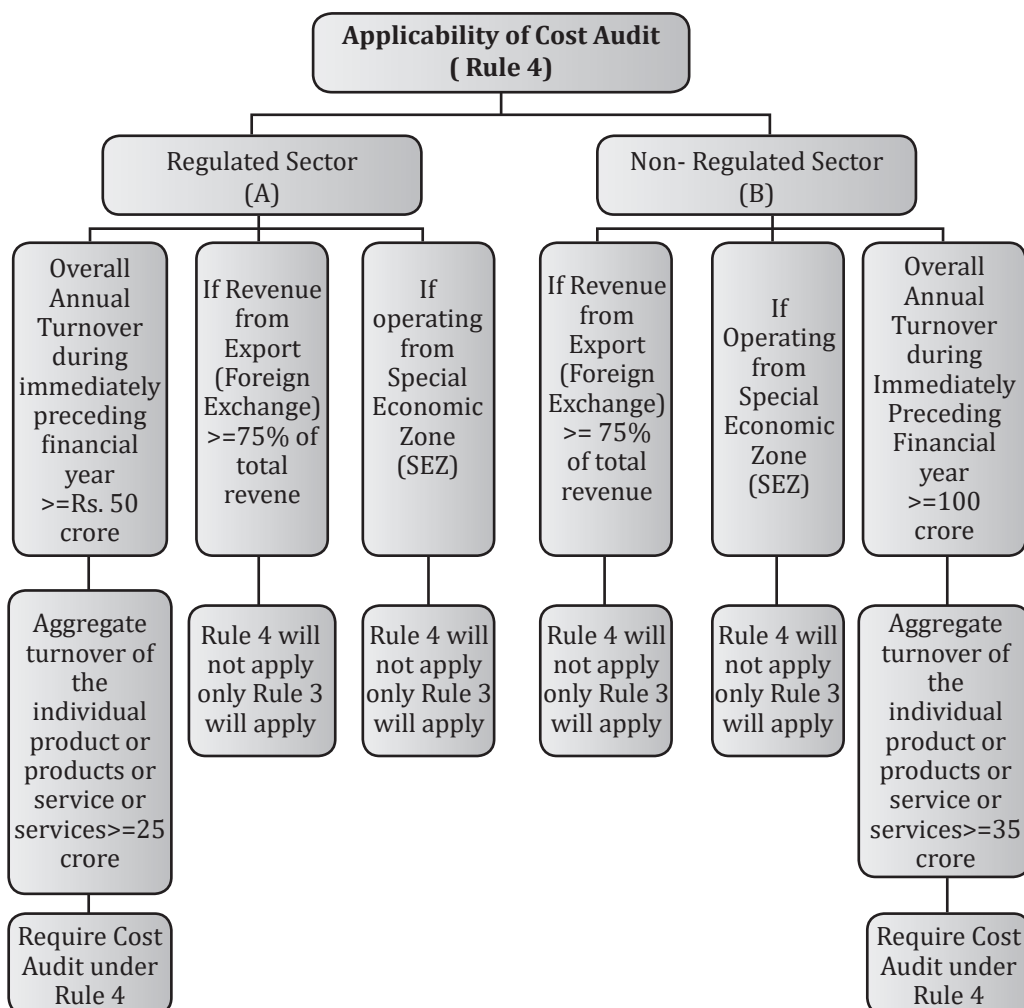 Applicability of Cost Audit
( Rule 4)
Regulated Sector
(A)
Non- Regulated Sector
(B)
Overall
Annual
Turnover
during
immediately
preceding
financial
year
>=Rs. 50
crore
If Revenue
from
Export
(Foreign
Exchange)
>=75% of
total
revene
If
operating
from
Special
Economic
Zone
(SEZ)
If Revenue
from
Export
(Foreign
Exchange)
>= 75%
of total
revenue
If
Operating
from
Special
Economic
Zone
(SEZ)
Overall
Annual
Turnover
during
Immediately
Preceding
Financial
year
>=100
crore
Aggregate
turnover of
the
individual
product or
products or
service or
services>=25
crore
Rule 4 will
not apply
only Rule 3
will apply
Rule 4 will
not apply
only Rule 3
will apply
Rule 4 will
not apply
only Rule 3
will apply
Rule 4 will
not apply
only Rule 3
will apply
Aggregate
turnover of
the
individual
product or
products or
service or
services>=35
crore
Require Cost
Audit under
Rule 4
Require Cost
Audit under
Rule 4